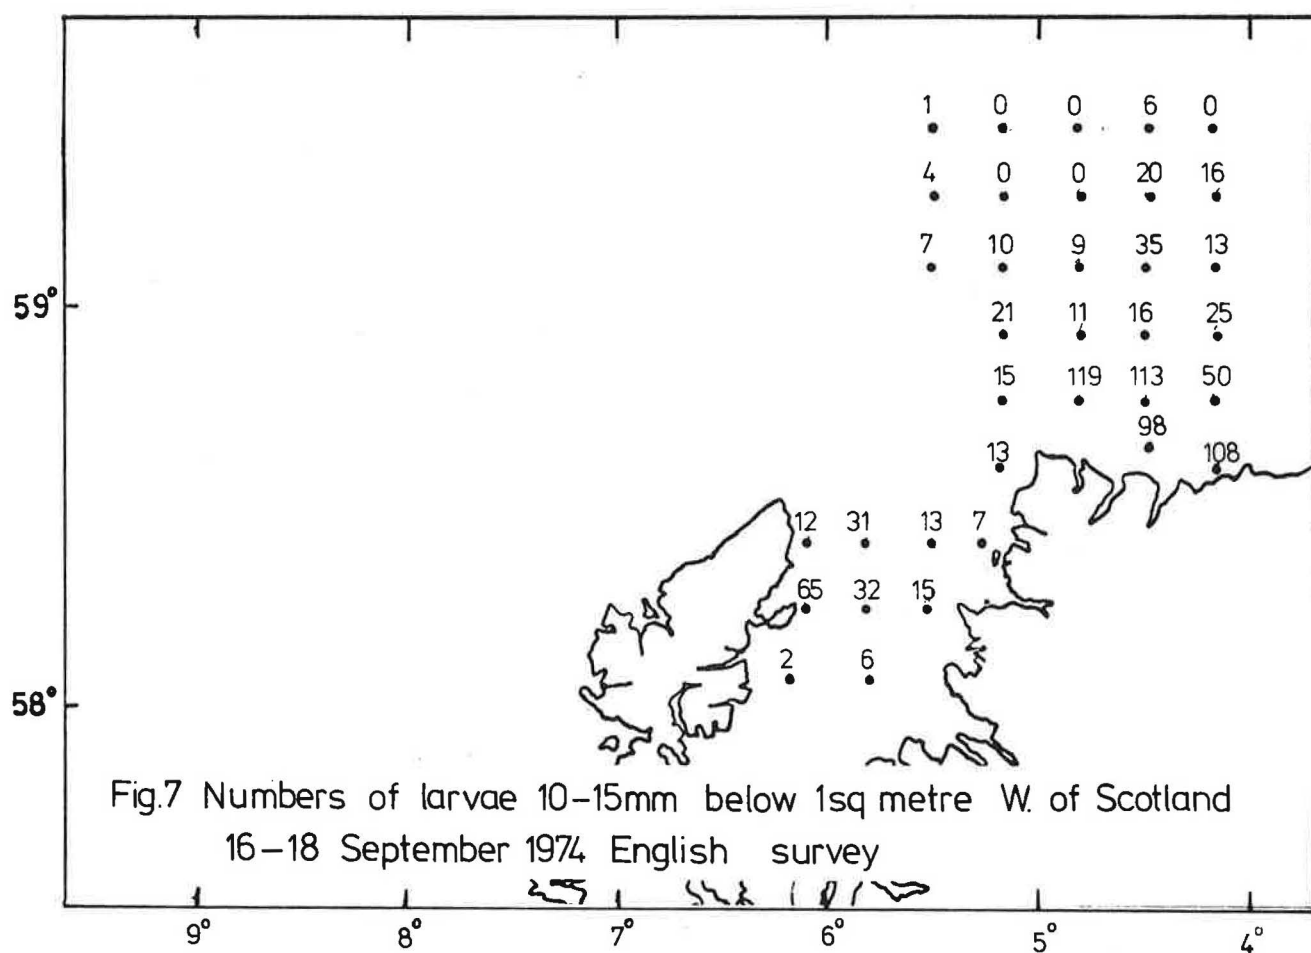 1 0 0 6 0
4 0 0 20 16
7 10 9 35 13
59°
21 11 16 25
15 119 113 50
98
13 108
12 31 13 7
65 32 15
2 6
58°
Fig.7 Numbers of larvae 10-15mm below 1sq metre W. of Scotland
16-18 September 1974 English survey
9° 8° 7° 6° 5° 4°